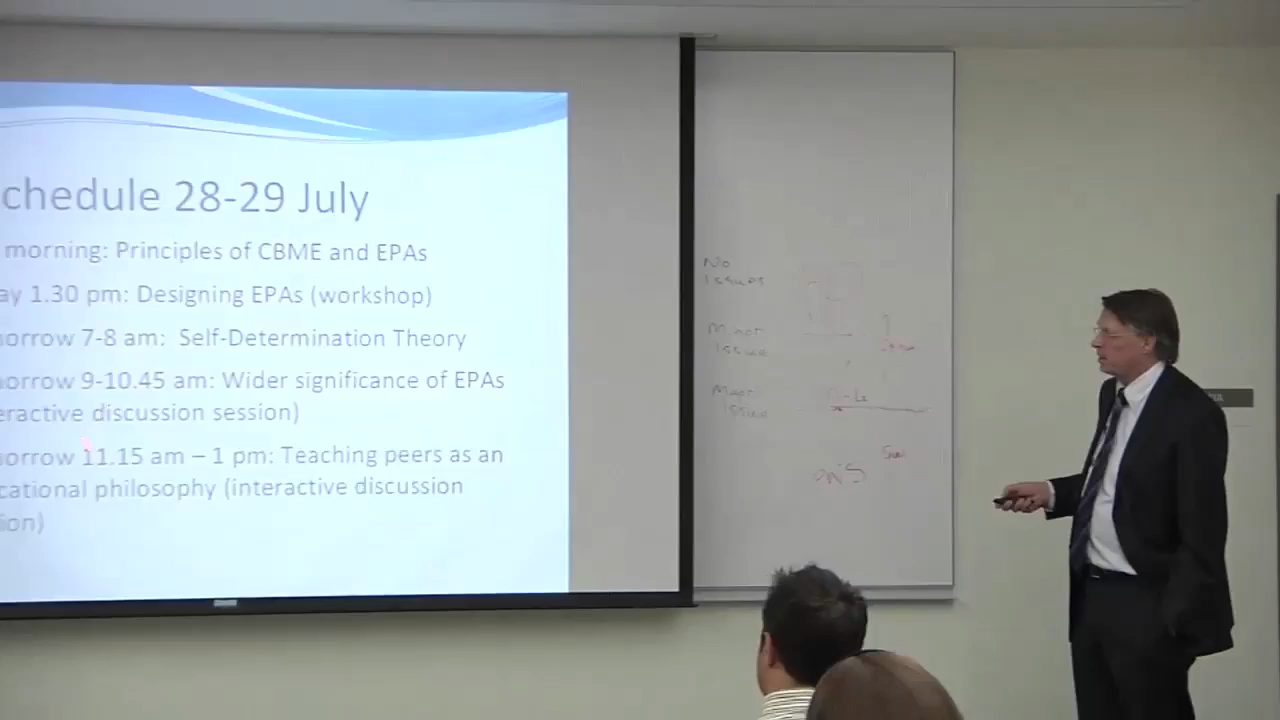 chedule 28-29 July
morning: Principles of CBME and EPAs
ay 1.30 pm: Designing EPAs (workshop)
orrow 7-8 am: Self-Determination Theory
orrow 9-10.45 am: Wider significance of EPAs
eractive discussion session)
orrow 11.15 am – 1 pm: Teaching peers as an
cational philosophy (interactive discussion
ion)
No
issues
Minor
issue
Major
issue